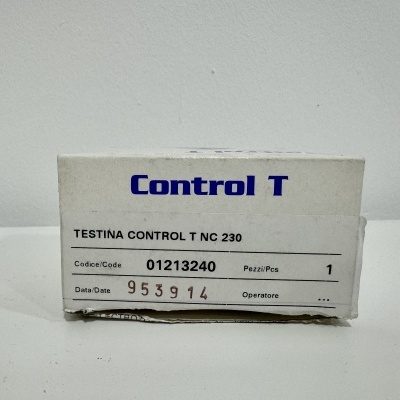 Control T
TESTINA CONTROL T NC 230
Codice/Code 01213240 Pezzi/Pcs 1
Data/Date 953914 Operatore ...